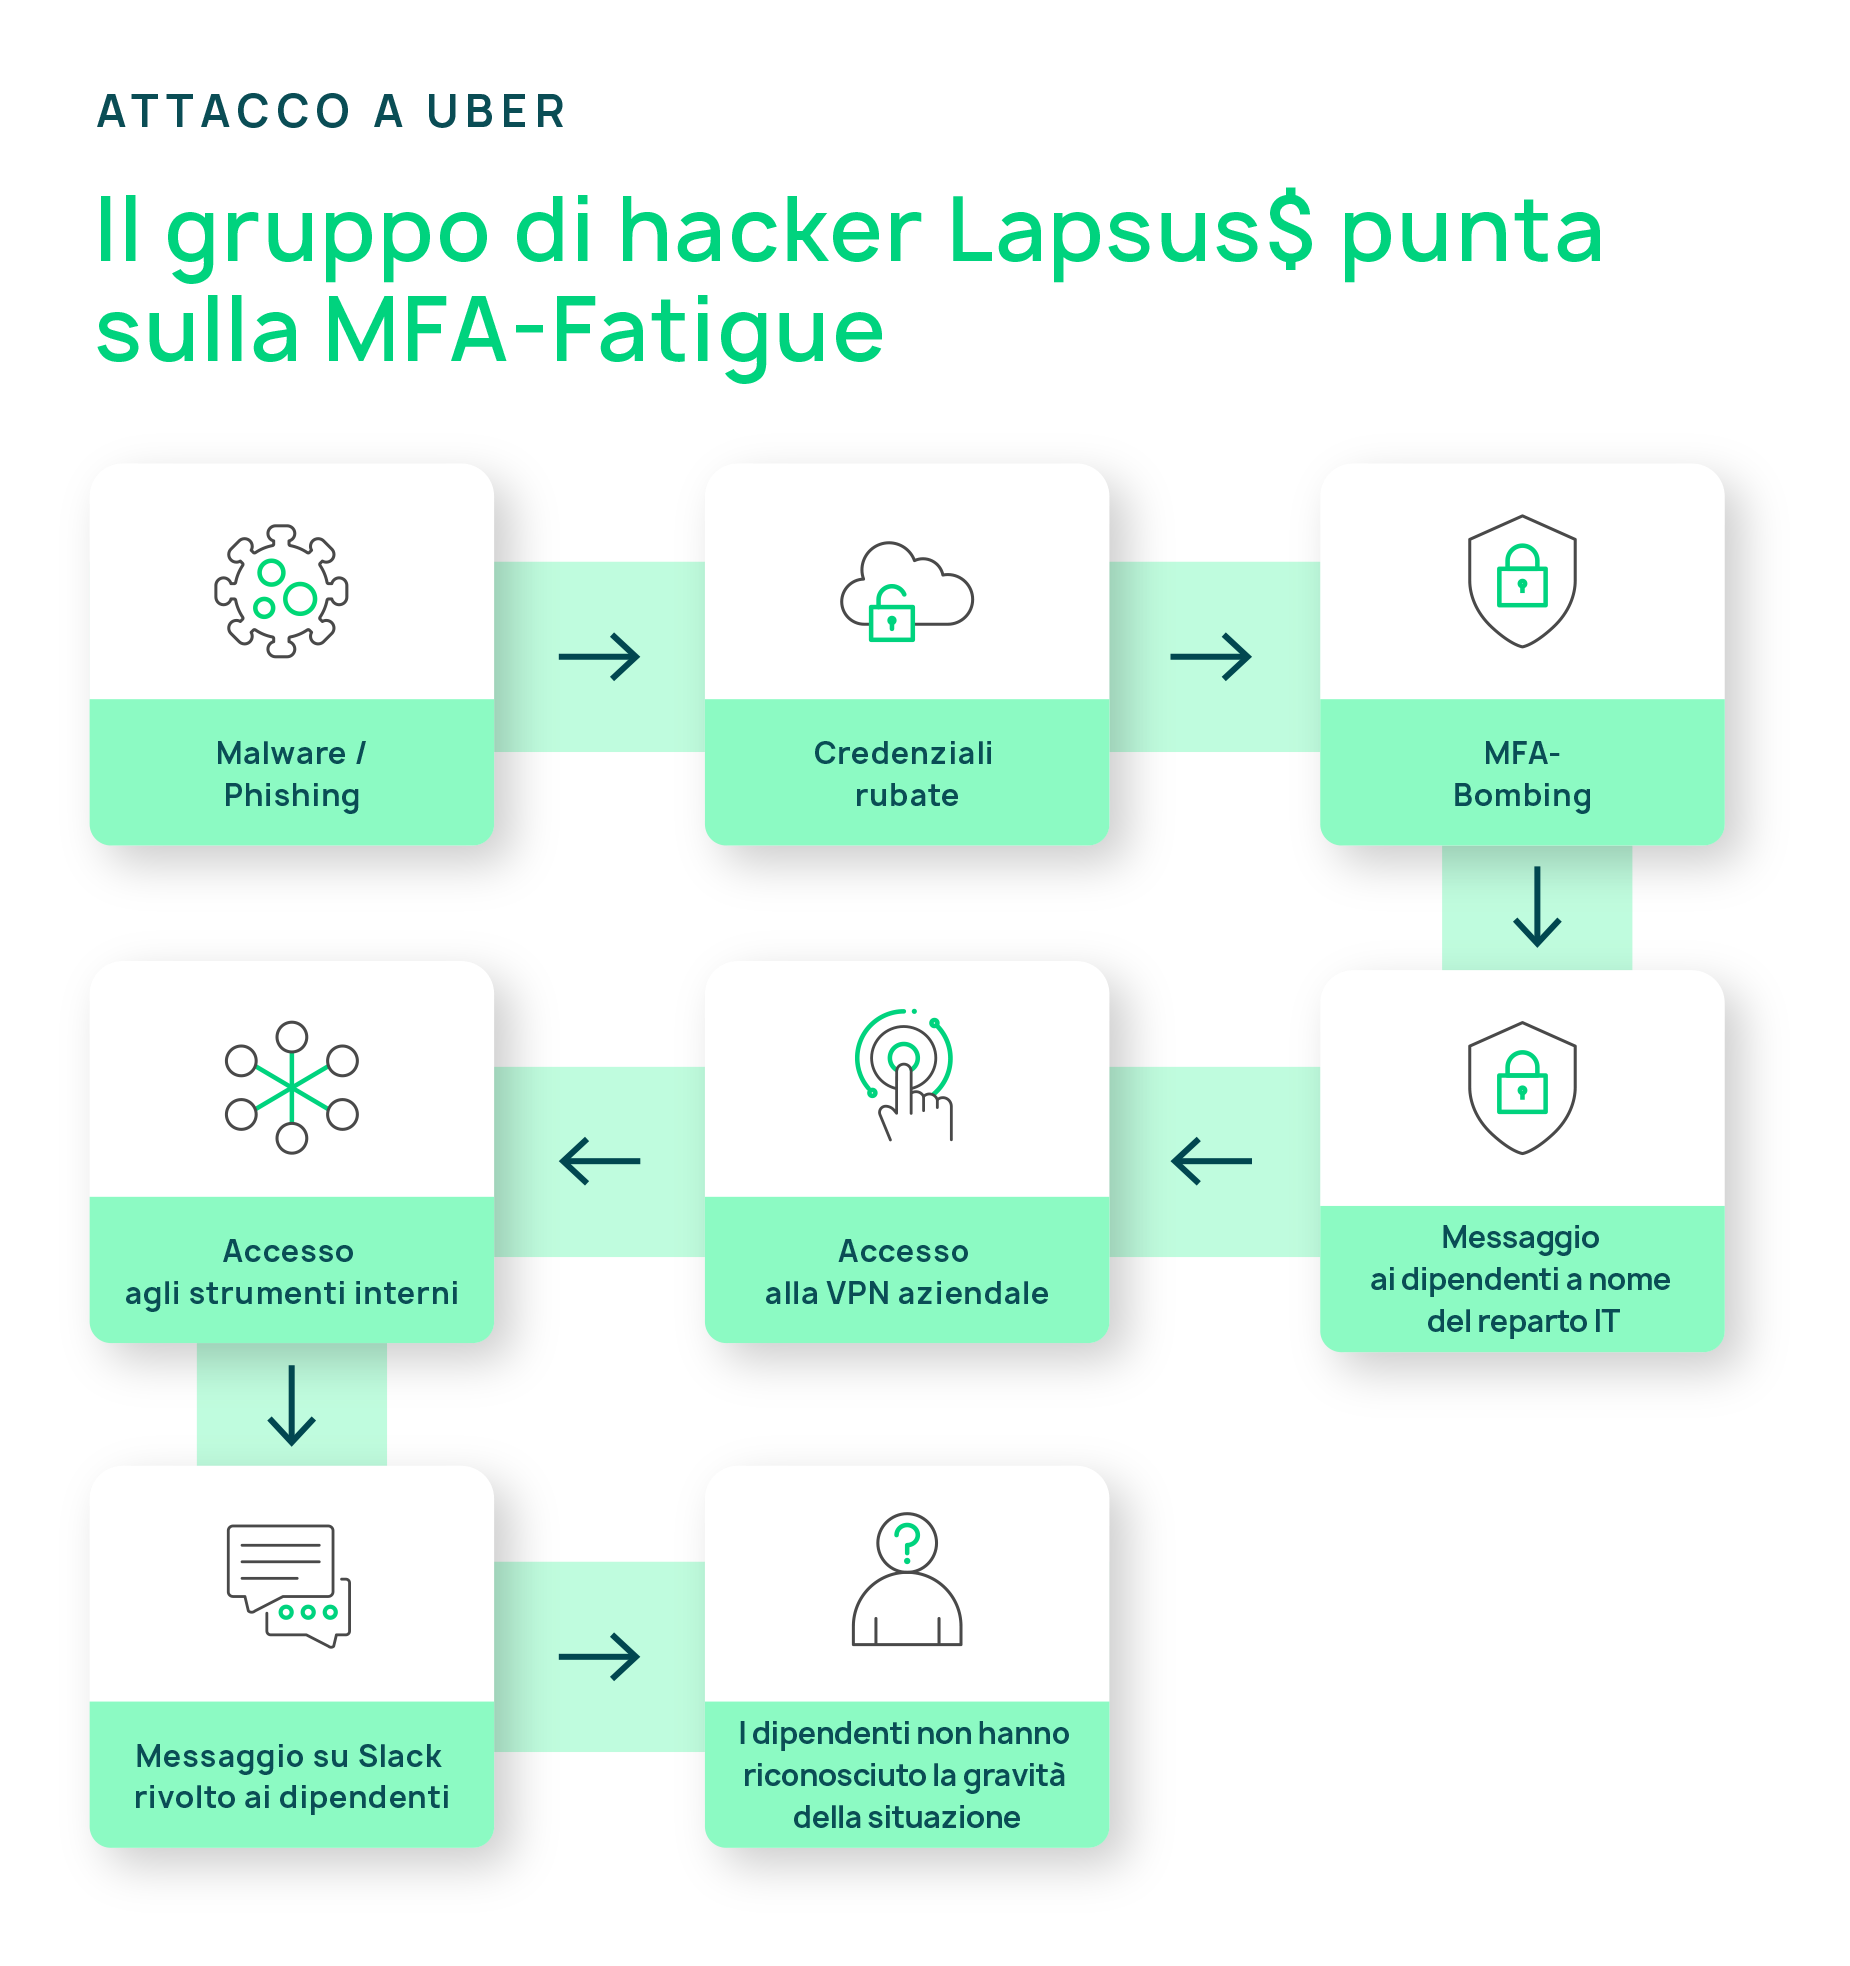 ATTACCO A UBER
Il gruppo di hacker Lapsus$ punta
sulla MFA-Fatigue
Malware /
Phishing
Credenziali
rubate
MFA-
Bombing
Messaggio
ai dipendenti a nome
del reparto IT
Accesso
alla VPN aziendale
Accesso
agli strumenti interni
Messaggio su Slack
rivolto ai dipendenti
?
I dipendenti non hanno
riconosciuto la gravità
della situazione